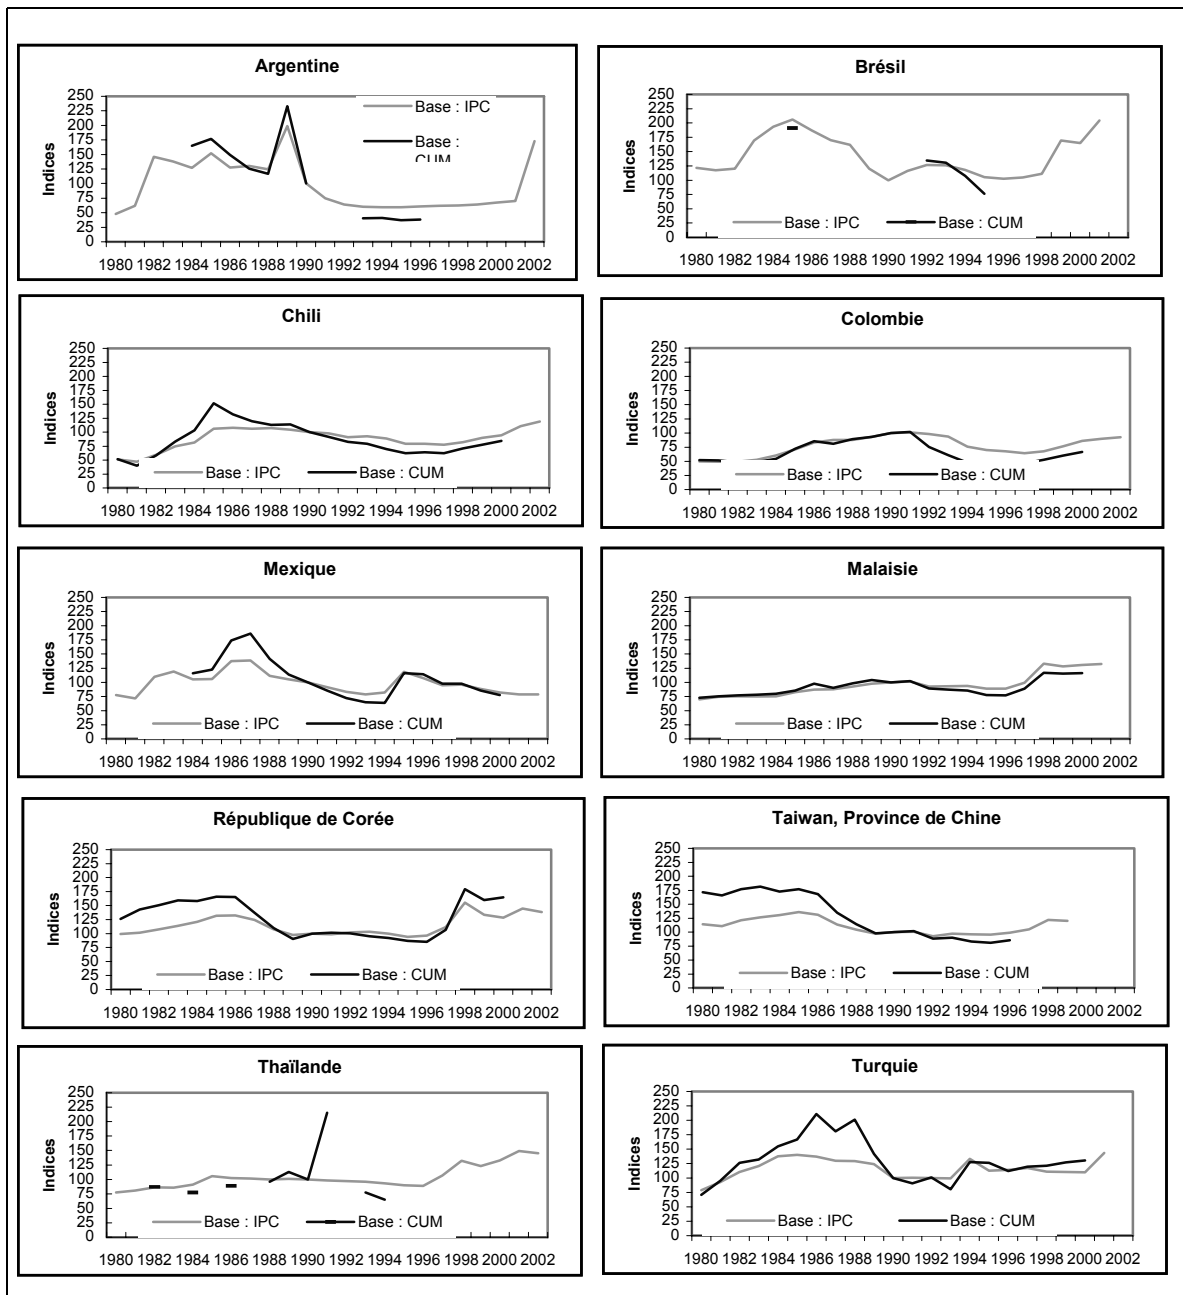 Argentine
250
225
200
175
150
125
100
75
50
25
0
Indices
Base : IPC
Base :
CUM
1980 1982 1984 1986 1988 1990 1992 1994 1996 1998 2000 2002
Brésil
250
225
200
175
150
125
100
75
50
25
0
Indices
Base : IPC Base : CUM
1980 1982 1984 1986 1988 1990 1992 1994 1996 1998 2000 2002
Chili
250
225
200
175
150
125
100
75
50
25
0
Indices
Base : IPC Base : CUM
1980 1982 1984 1986 1988 1990 1992 1994 1996 1998 2000 2002
Colombie
250
225
200
175
150
125
100
75
50
25
0
Indices
Base : IPC Base : CUM
1980 1982 1984 1986 1988 1990 1992 1994 1996 1998 2000 2002
Mexique
250
225
200
175
150
125
100
75
50
25
0
Indices
Base : IPC Base : CUM
1980 1982 1984 1986 1988 1990 1992 1994 1996 1998 2000 2002
Malaisie
250
225
200
175
150
125
100
75
50
25
0
Indices
Base : IPC Base : CUM
1980 1982 1984 1986 1988 1990 1992 1994 1996 1998 2000 2002
République de Corée
250
225
200
175
150
125
100
75
50
25
0
Indices
Base : IPC Base : CUM
1980 1982 1984 1986 1988 1990 1992 1994 1996 1998 2000 2002
Taiwan, Province de Chine
250
225
200
175
150
125
100
75
50
25
0
Indices
Base : IPC Base : CUM
1980 1982 1984 1986 1988 1990 1992 1994 1996 1998 2000 2002
Thaïlande
250
225
200
175
150
125
100
75
50
25
0
Indices
Base : IPC Base : CUM
1980 1982 1984 1986 1988 1990 1992 1994 1996 1998 2000 2002
Turquie
250
225
200
175
150
125
100
75
50
25
0
Indices
Base : IPC Base : CUM
1980 1982 1984 1986 1988 1990 1992 1994 1996 1998 2000 2002